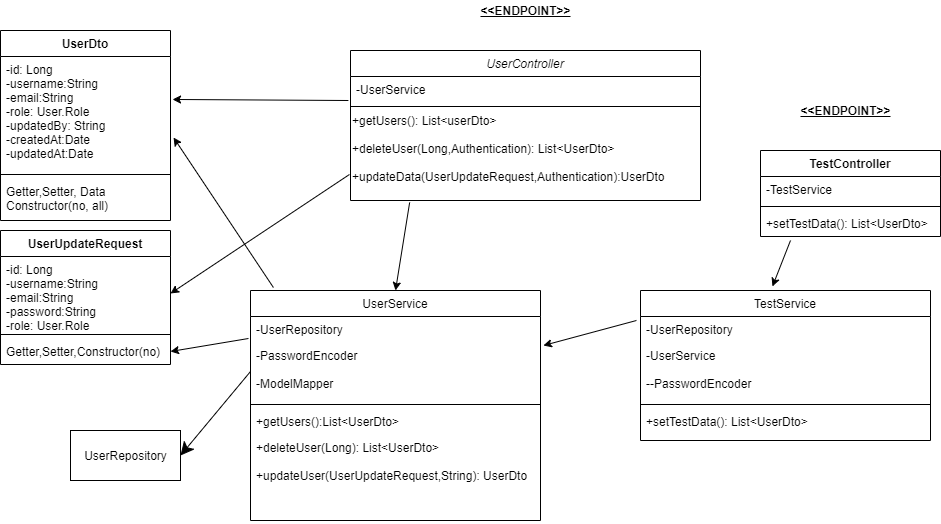 <<ENDPOINT>>
UserDto
-id: Long
-username:String
-email:String
-role: User.Role
-updatedBy: String
-createdAt:Date
-updatedAt:Date
Getter,Setter, Data
Constructor(no, all)
UserController
-UserService
+getUsers(): List<userDto>
+deleteUser(Long,Authentication): List<UserDto>
+updateData(UserUpdateRequest,Authentication):UserDto
<<ENDPOINT>>
TestController
-TestService
+setTestData(): List<UserDto>
UserUpdateRequest
-id: Long
-username:String
-email:String
-password:String
-role: User.Role
Getter,Setter,Constructor(no)
UserService
-UserRepository
-PasswordEncoder
-ModelMapper
+getUsers():List<UserDto>
+deleteUser(Long): List<UserDto>
+updateUser(UserUpdateRequest,String): UserDto
TestService
-UserRepository
-UserService
--PasswordEncoder
+setTestData(): List<UserDto>
UserRepository